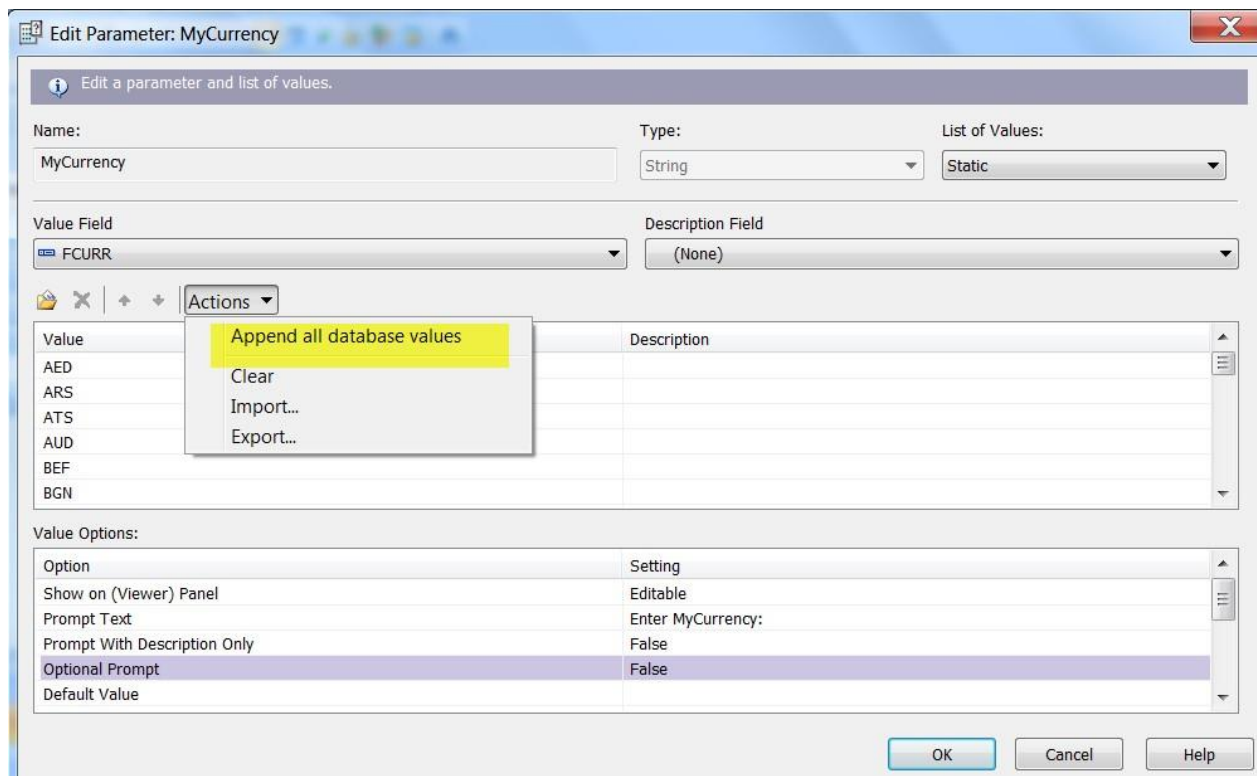 Edit Parameter: MyCurrency
X
Edit a parameter and list of values.
Name: Type: List of Values:
MyCurrency String Static
Value Field Description Field
FCURR (None)
Actions
Value Description
Append all database values
AED
Clear
ARS
Import...
ATS
Export...
AUD
BEF
BGN
Value Options:
Option Setting
Show on (Viewer) Panel Editable
Prompt Text Enter MyCurrency:
Prompt With Description Only False
Optional Prompt False
Default Value
OK Cancel Help